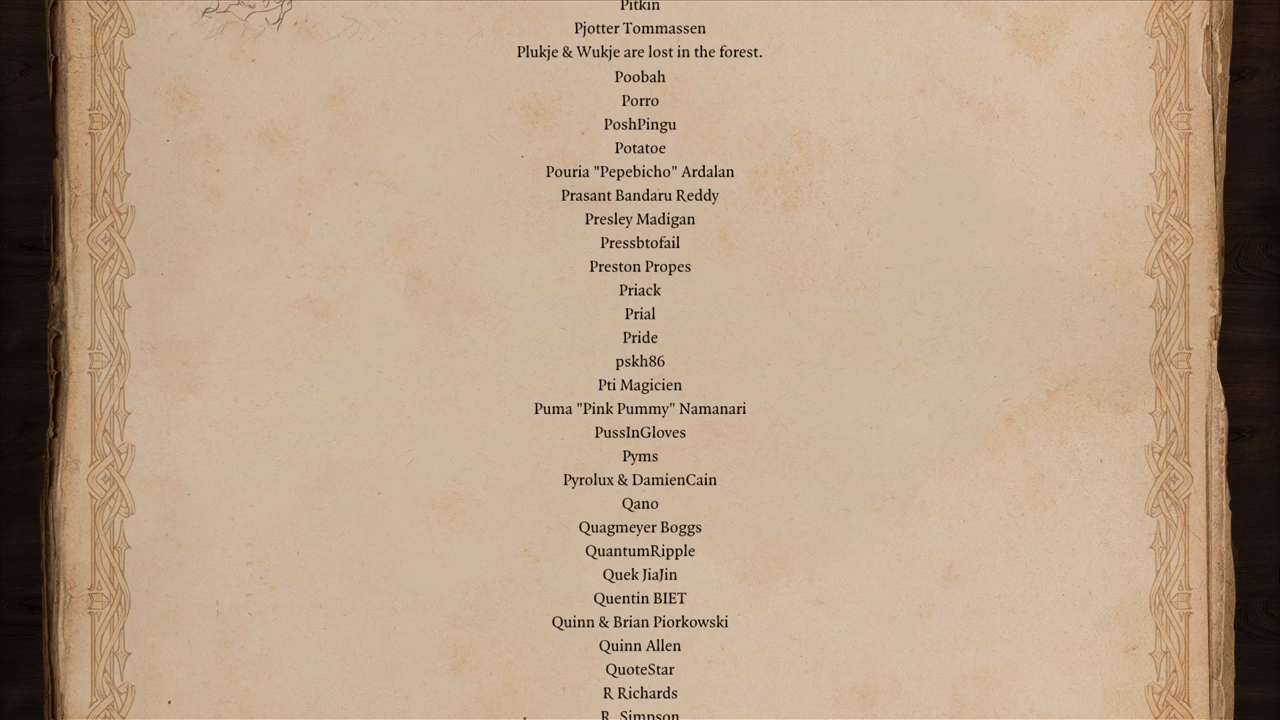 Pitkin
Pjotter Tommassen
Plukje & Wukje are lost in the forest.
Poobah
Porro
PoshPingu
Potatoe
Pouria "Pepebicho" Ardalan
Prasant Bandaru Reddy
Presley Madigan
Pressbtofail
Preston Propes
Priack
Prial
Pride
pskh86
Pti Magicien
Puma "Pink Pummy" Namanari
PussInGloves
Pyms
Pyrolux & DamienCain
Qano
Quagmeyer Boggs
QuantumRipple
Quek JiaJin
Quentin BIET
Quinn & Brian Piorkowski
Quinn Allen
QuoteStar
R Richards
R. Simpson